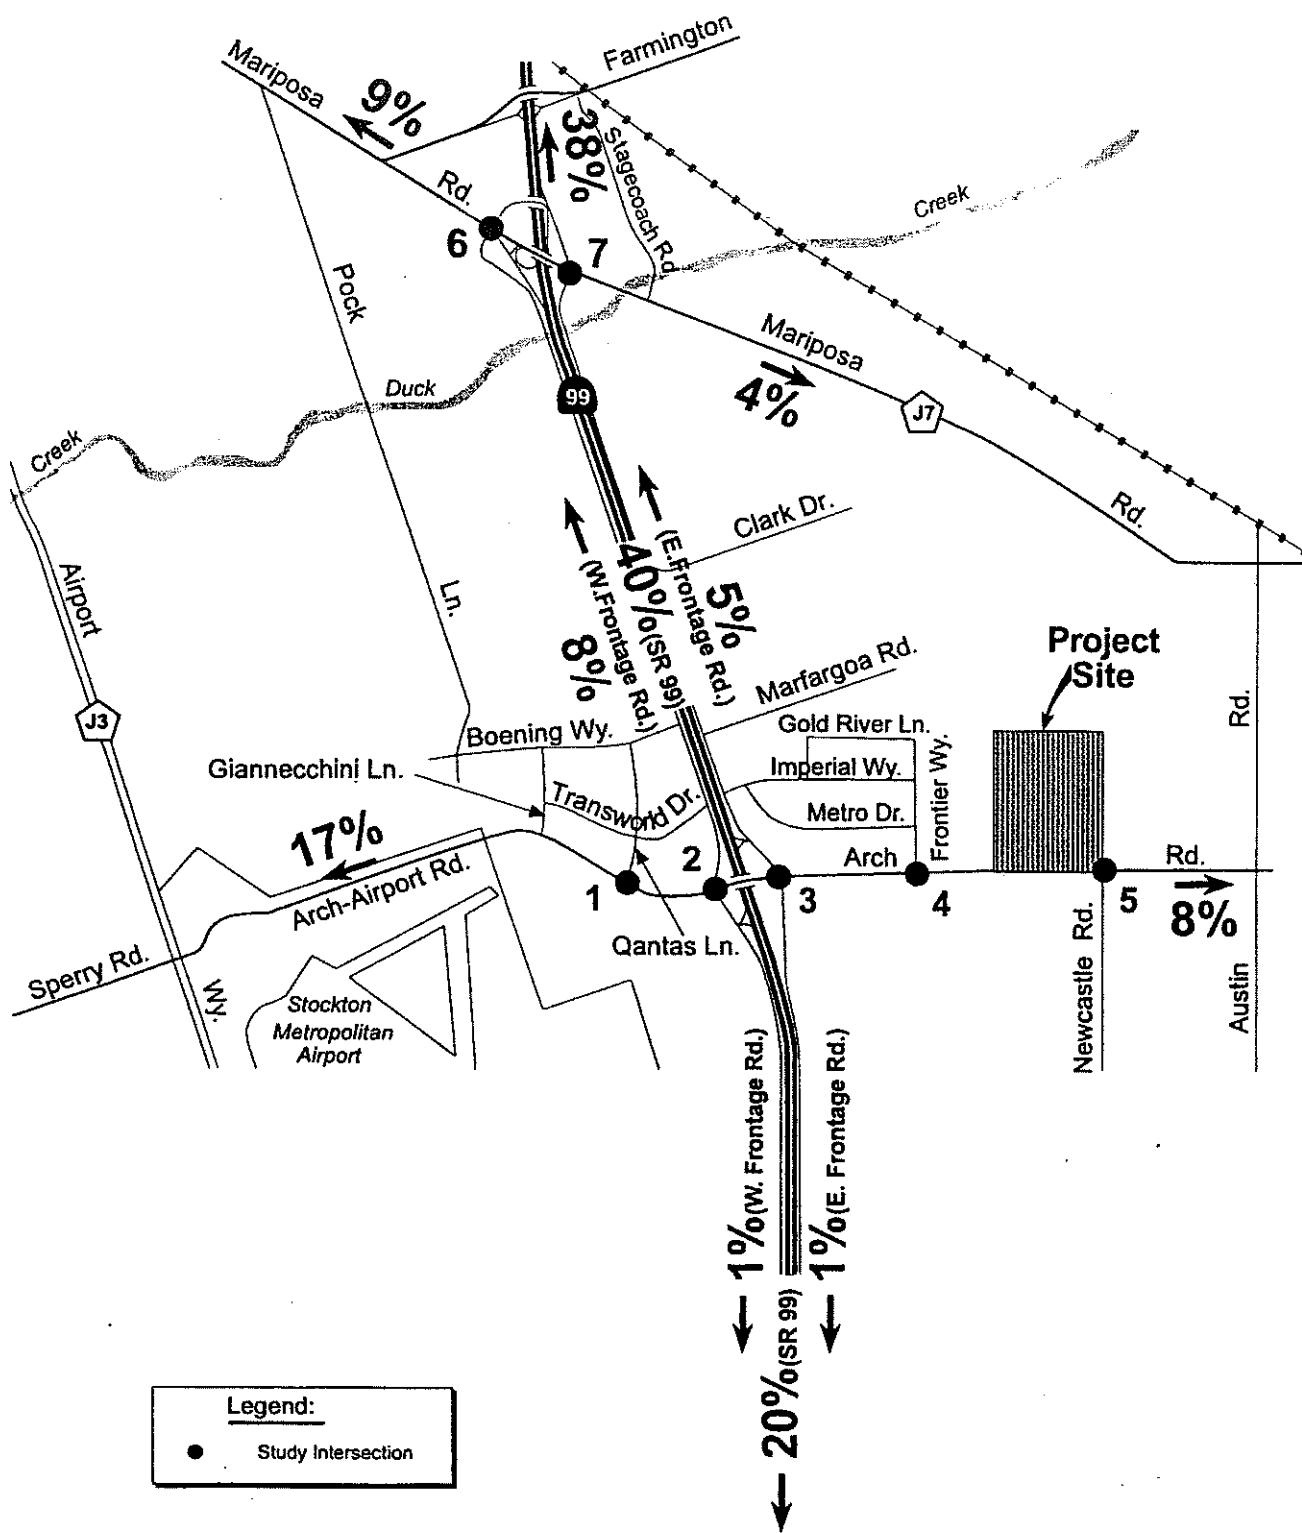 Farmington
Mariposa
9%
38%
Stagecoach Rd.
Rd.
Creek
6
7
Pock
Mariposa
4%
J7
Duck
99
Creek
Rd.
Clark Dr.
Airport
Ln.
(E.Frontage Rd.)
5%
40%(SR 99)
(W.Frontage Rd.)
8%
Project
Site
Marfargoa Rd.
J3
Rd.
Boening Wy.
Gold River Ln.
Giannecchini Ln.
Imperial Wy.
Frontier Wy.
Transworld Dr.
Metro Dr.
17%
2
Arch
Rd.
Arch-Airport Rd.
1
3
4
5
8%
Qantas Ln.
Sperry Rd.
Wy.
Newcastle Rd.
Austin
Stockton
Metropolitan
Airport
1%(W. Frontage Rd.)
1%(E. Frontage Rd.)
20%(SR 99)
Legend:
Study Intersection